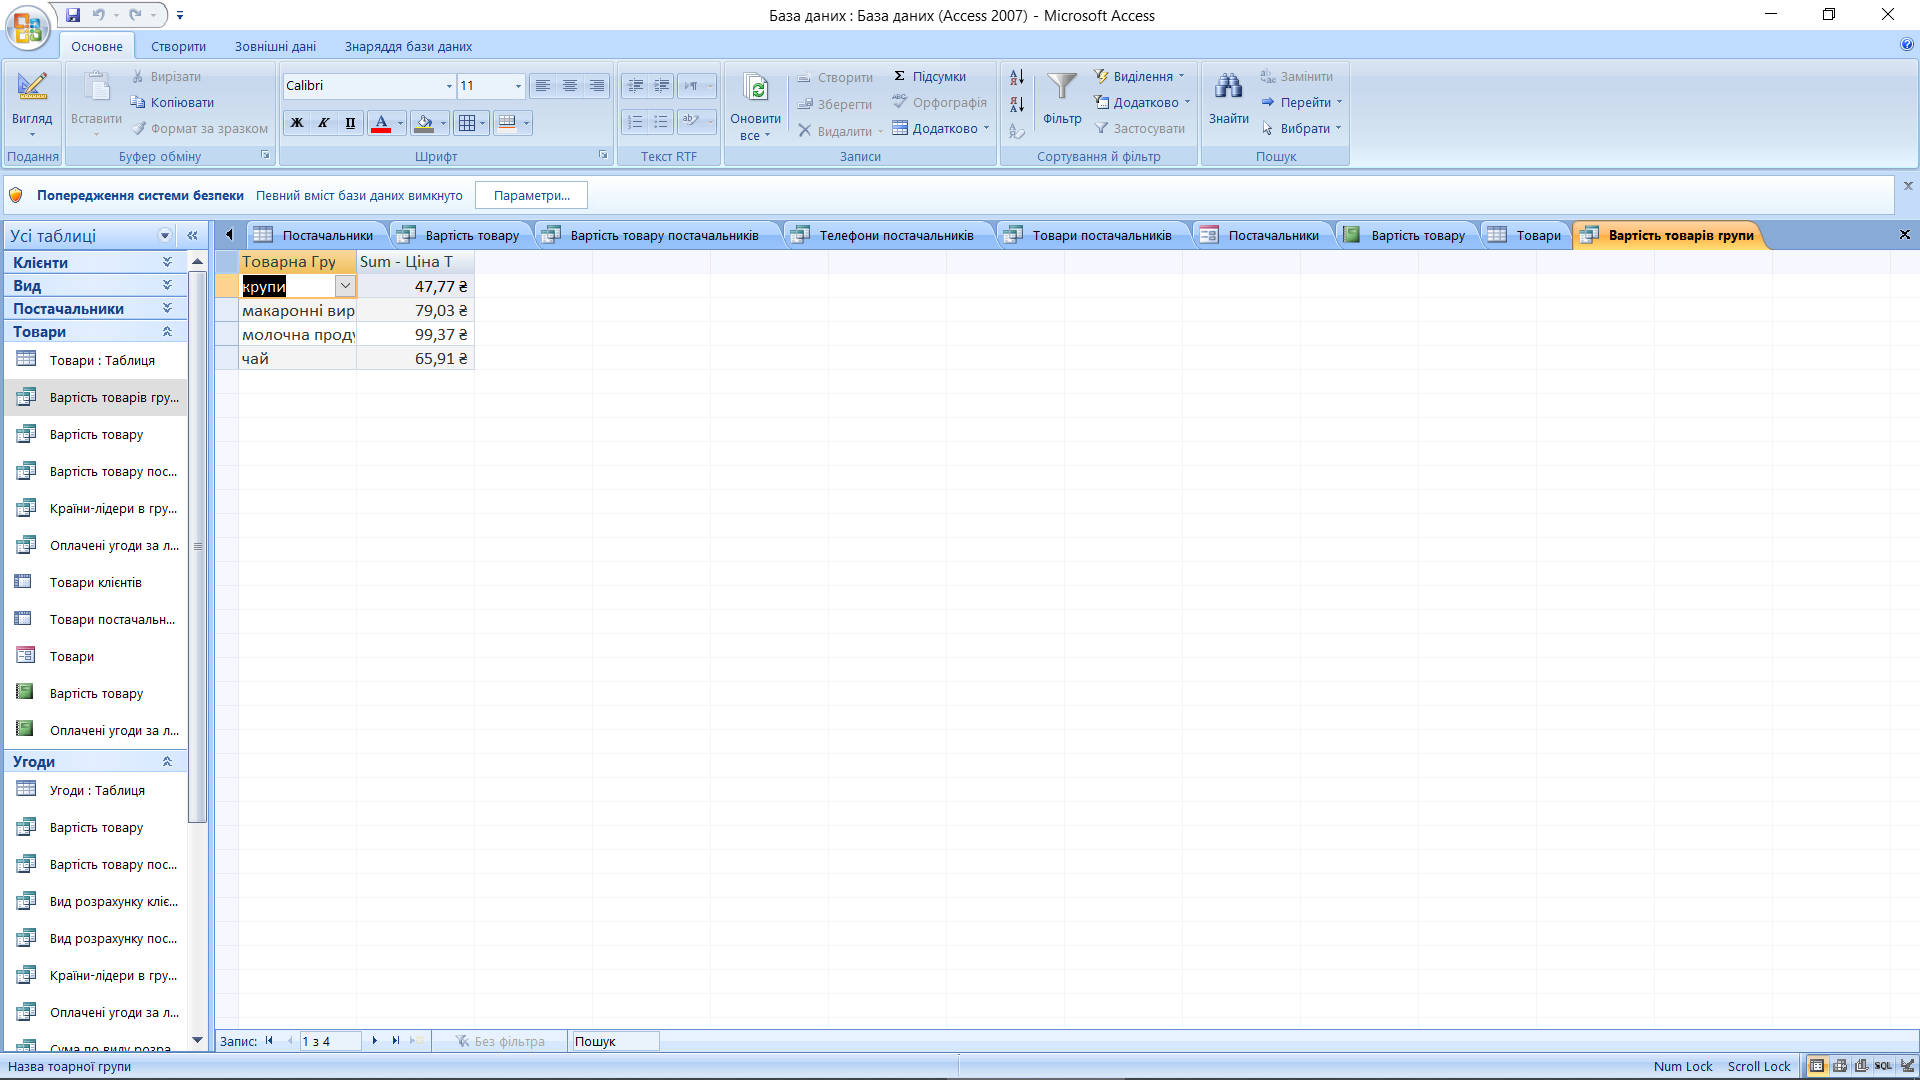 База даних : База даних (Access 2007) - Microsoft Access
Основне Створити Зовнішні дані Знаряддя бази даних
Вигляд
Подання
Вставити
Вирізати
Копіювати
Формат за зразком
Буфер обміну
Calibri 11
Ж К П А
Шрифт
Текст RTF
Оновити все
Створити
Зберегти
Видалити
Σ Підсумки
Орфографія
Додатково
Записи
Фільтр
Виділення
Додатково
Застосувати
Сортування й фільтр
Знайти
Замінити
Перейти
Вибрати
Пошук
Попередження системи безпеки Певний вміст бази даних вимкнуто Параметри...
Усі таблиці
Клієнти
Вид
Постачальники
Товари
Товари : Таблиця
Вартість товарів гру...
Вартість товару
Вартість товару пос...
Країни-лідери в гру...
Оплачені угоди за л...
Товари клієнтів
Товари постачальн...
Товари
Вартість товару
Оплачені угоди за л...
Угоди
Угоди : Таблиця
Вартість товару
Вартість товару пос...
Вид розрахунку кліє...
Вид розрахунку пос...
Країни-лідери в гру...
Оплачені угоди за л...
Сума по виду розра...
Постачальники Вартість товару Вартість товару постачальників Телефони постачальників Товари постачальників Постачальники Вартість товару Товари Вартість товарів групи
Товарна Гру Sum - Ціна Т
крупи 47,77 ₴
макаронні вир 79,03 ₴
молочна проду 99,37 ₴
чай 65,91 ₴
Запис: 1 з 4 Без фільтра Пошук
Назва тоарної групи Num Lock Scroll Lock SQL